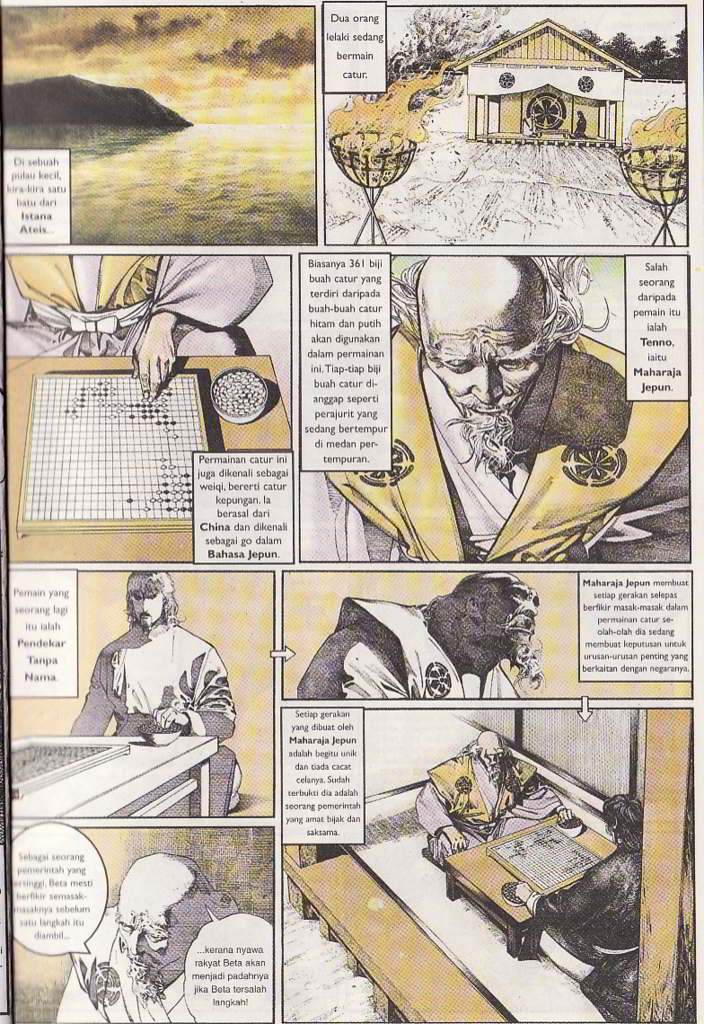 Di sebuah
pulau kecil,
kira-kira satu
batu dari
Istana
Ateis...
Dua orang
lelaki sedang
bermain
catur.
Permainan catur ini
juga dikenali sebagai
weiqi, bererti catur
kepungan. Ia
berasal dari
China dan dikenali
sebagai go dalam
Bahasa Jepun.
Biasanya 361 biji
buah catur yang
terdiri daripada
buah-buah catur
hitam dan putih
akan digunakan
dalam permainan
ini. Tiap-tiap biji
buah catur di-
anggap seperti
perajurit yang
sedang bertempur
di medan per-
tempuran.
Salah
seorang
daripada
pemain itu
ialah
Tenno,
iaitu
Maharaja
Jepun.
Pemain yang
seorang lagi
itu ialah
Pendekar
Tanpa
Nama.
Maharaja Jepun membuat
setiap gerakan selepas
berfikir masak-masak dalam
permainan catur se-
olah-olah dia sedang
membuat keputusan untuk
urusan-urusan penting yang
berkaitan dengan negaranya.
Setiap gerakan
yang dibuat oleh
Maharaja Jepun
adalah begitu unik
dan tiada cacat
celanya. Sudah
terbukti dia adalah
seorang pemerintah
yang amat bijak dan
saksama.
Sebagai seorang
pemerintah yang
tertinggi, Beta mesti
berfikir semasak-
masaknya sebelum
satu langkah itu
diambil...
...kerana nyawa
rakyat Beta akan
menjadi padahnya
jika Beta tersalah
langkah!